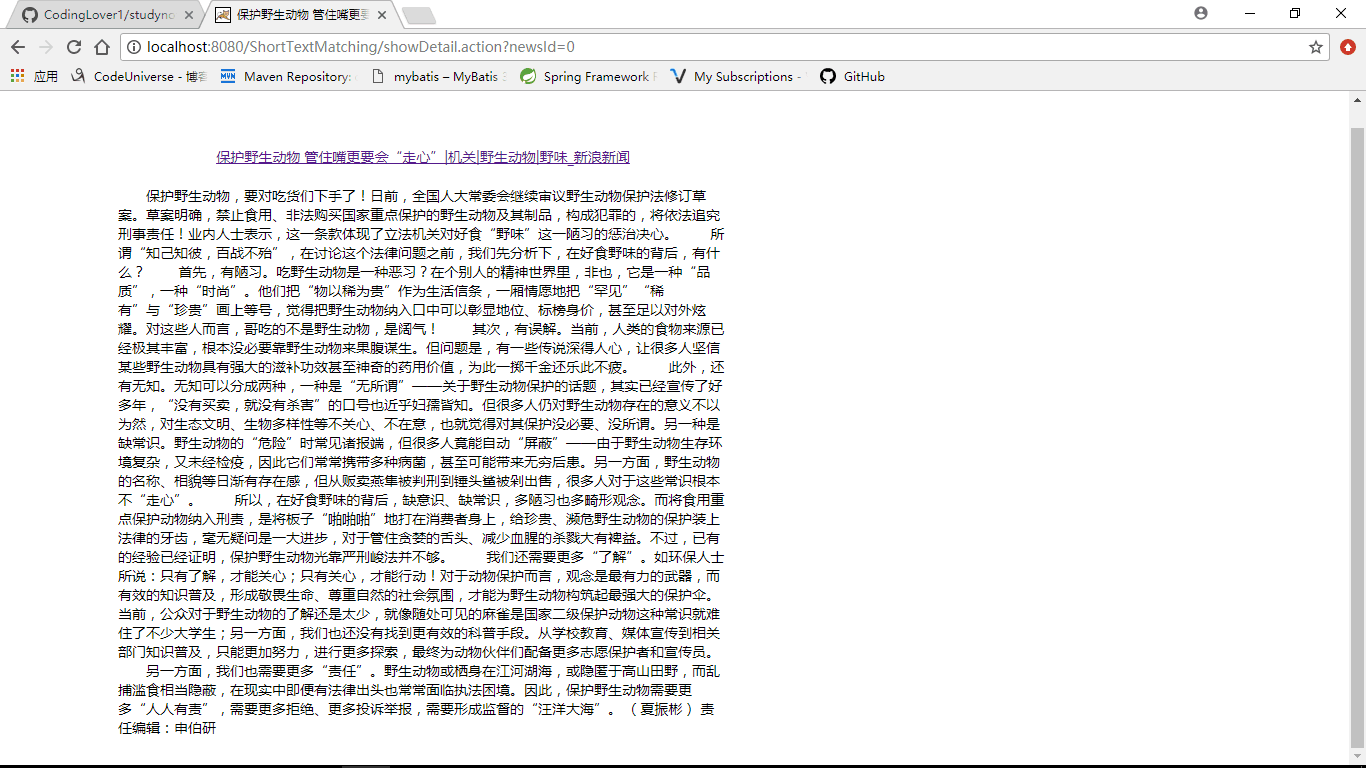 CodingLover1/studyno
保护野生动物 管住嘴更要
localhost:8080/ShortTextMatching/showDetail.action?newsId=0
应用 CodeUniverse - 博客 Maven Repository: mybatis – MyBatis 3 Spring Framework My Subscriptions - GitHub
保护野生动物 管住嘴更要会“走心”|机关|野生动物|野味_新浪新闻
保护野生动物，要对吃货们下手了！日前，全国人大常委会继续审议野生动物保护法修订草
案。草案明确，禁止食用、非法购买国家重点保护的野生动物及其制品，构成犯罪的，将依法追究
刑事责任！业内人士表示，这一条款体现了立法机关对好食“野味”这一陋习的惩治决心。　　所
谓“知己知彼，百战不殆”，在讨论这个法律问题之前，我们先分析下，在好食野味的背后，有什
么？　　首先，有陋习。吃野生动物是一种恶习？在个别人的精神世界里，非也，它是一种“品
质”，一种“时尚”。他们把“物以稀为贵”作为生活信条，一厢情愿地把“罕见”“稀
有”与“珍贵”画上等号，觉得把野生动物纳入口中可以彰显地位、标榜身价，甚至足以对外炫
耀。对这些人而言，哥吃的不是野生动物，是阔气！　　其次，有误解。当前，人类的食物来源已
经极其丰富，根本没必要靠野生动物来果腹谋生。但问题是，有一些传说深得人心，让很多人坚信
某些野生动物具有强大的滋补功效甚至神奇的药用价值，为此一掷千金还乐此不疲。　　此外，还
有无知。无知可以分成两种，一种是“无所谓”——关于野生动物保护的话题，其实已经宣传了好
多年，“没有买卖，就没有杀害”的口号也近乎妇孺皆知。但很多人仍对野生动物存在的意义不以
为然，对生态文明、生物多样性等不关心、不在意，也就觉得对其保护没必要、没所谓。另一种是
缺常识。野生动物的“危险”时常见诸报端，但很多人竟能自动“屏蔽”——由于野生动物生存环
境复杂，又未经检疫，因此它们常常携带多种病菌，甚至可能带来无穷后患。另一方面，野生动物
的名称、相貌等日渐有存在感，但从贩卖燕隼被判刑到锤头鲨被剁出售，很多人对于这些常识根本
不“走心”。　　所以，在好食野味的背后，缺意识、缺常识，多陋习也多畸形观念。而将食用重
点保护动物纳入刑责，是将板子“啪啪啪”地打在消费者身上，给珍贵、濒危野生动物的保护装上
法律的牙齿，毫无疑问是一大进步，对于管住贪婪的舌头、减少血腥的杀戮大有裨益。不过，已有
的经验已经证明，保护野生动物光靠严刑峻法并不够。　　我们还需要更多“了解”。如环保人士
所说：只有了解，才能关心；只有关心，才能行动！对于动物保护而言，观念是最有力的武器，而
有效的知识普及，形成敬畏生命、尊重自然的社会氛围，才能为野生动物构筑起最强大的保护伞。
当前，公众对于野生动物的了解还是太少，就像随处可见的麻雀是国家二级保护动物这种常识就难
住了不少大学生；另一方面，我们也还没有找到更有效的科普手段。从学校教育、媒体宣传到相关
部门知识普及，只能更加努力，进行更多探索，最终为动物伙伴们配备更多志愿保护者和宣传员。
另一方面，我们也需要更多“责任”。野生动物或栖身在江河湖海，或隐匿于高山田野，而乱
捕滥食相当隐蔽，在现实中即便有法律出头也常常面临执法困境。因此，保护野生动物需要更
多“人人有责”，需要更多拒绝、更多投诉举报，需要形成监督的“汪洋大海”。（夏振彬） 责
任编辑：申伯研